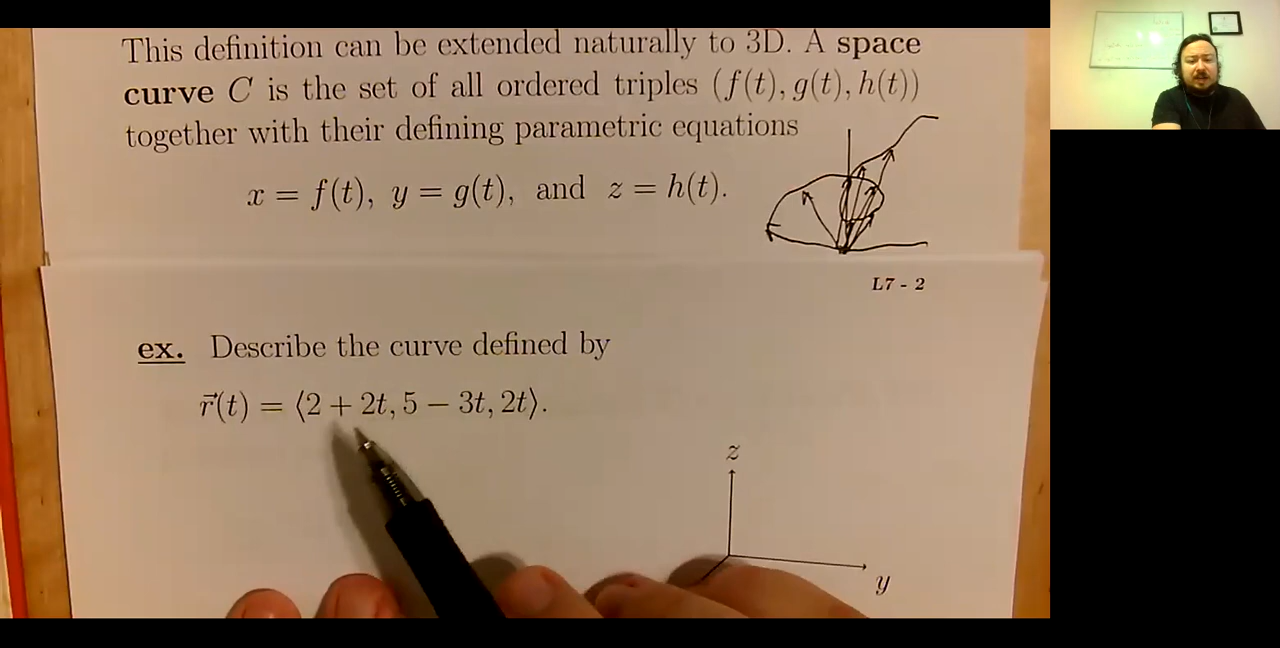 This definition can be extended naturally to 3D. A space
curve C is the set of all ordered triples (f(t), g(t), h(t))
together with their defining parametric equations
x = f(t), y = g(t), and z = h(t).
L7 - 2
ex. Describe the curve defined by
r⃗(t) = ⟨2 + 2t, 5 − 3t, 2t⟩.
z
y